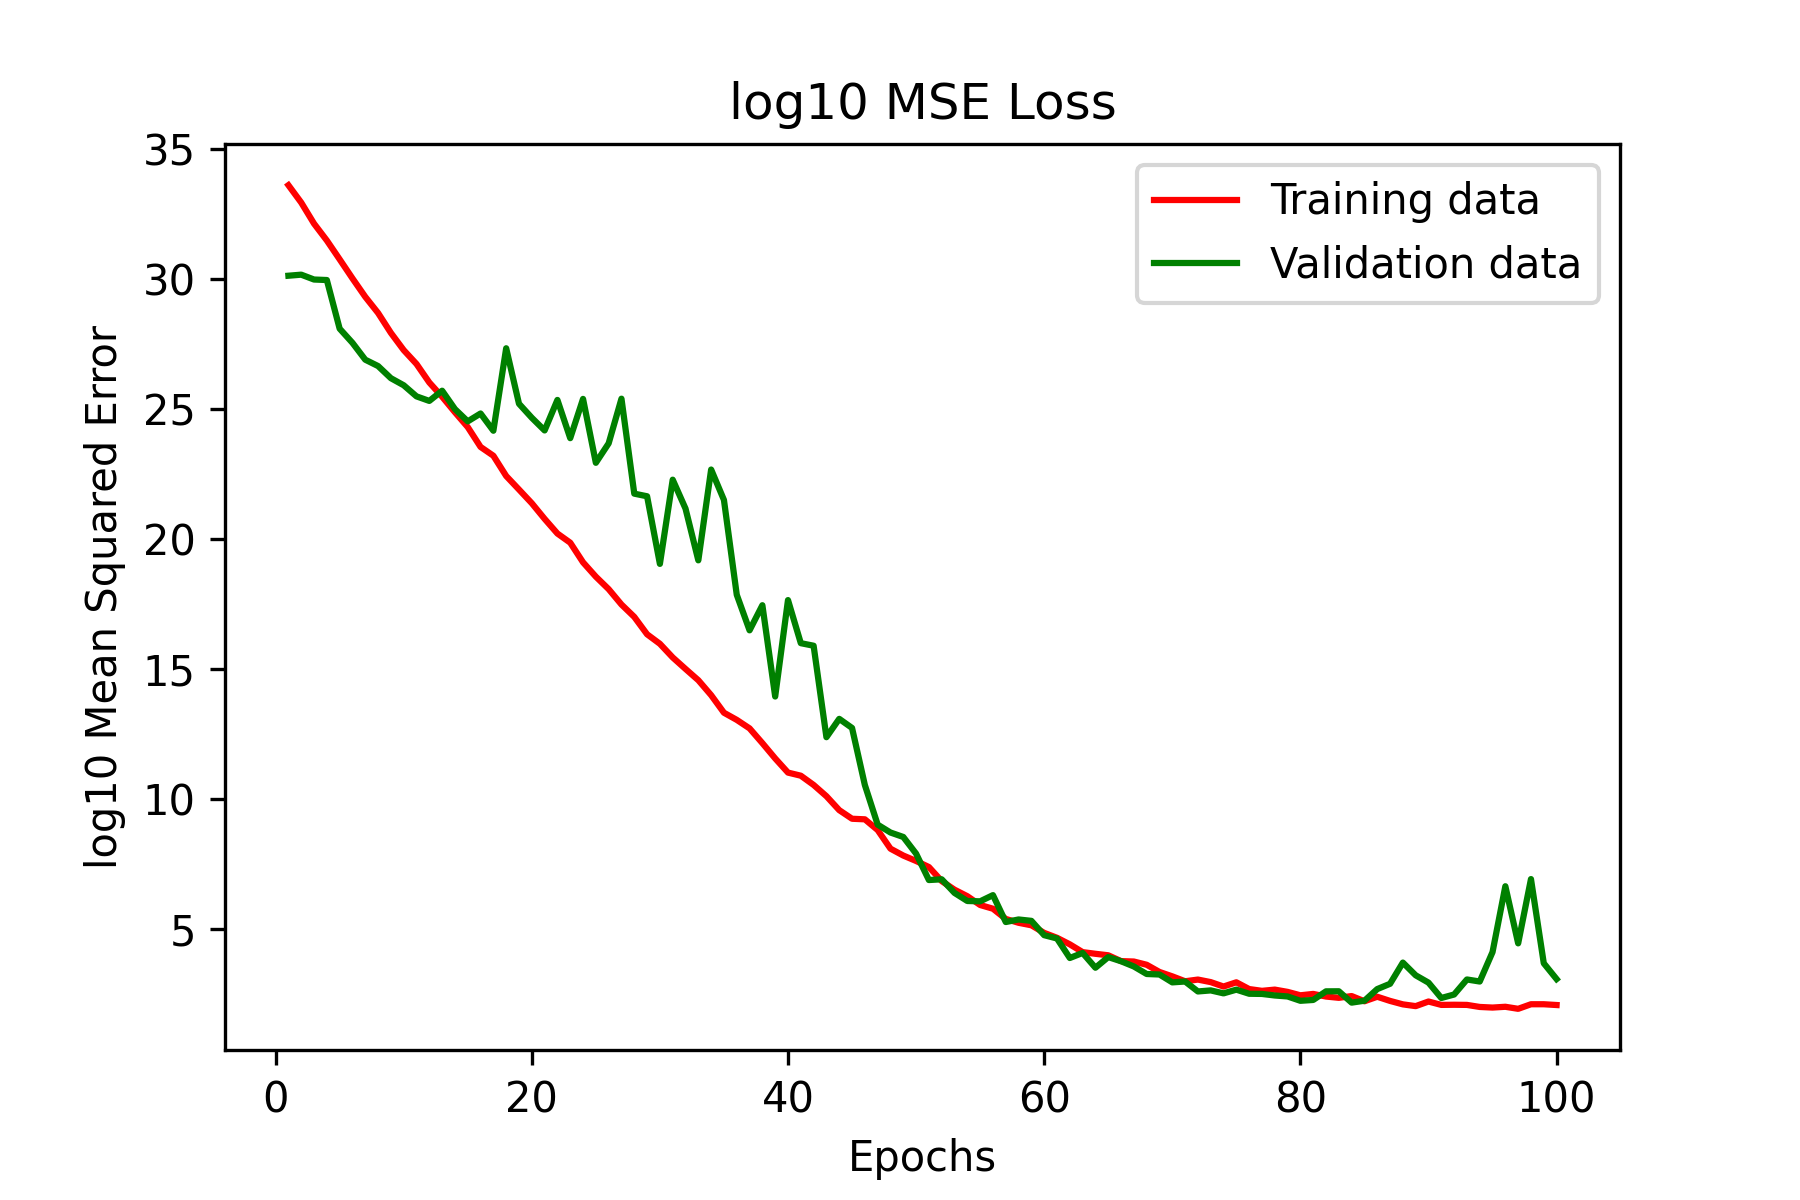 log10 MSE Loss
Training data
Validation data
log10 Mean Squared Error
35
30
25
20
15
10
5
0 20 40 60 80 100
Epochs